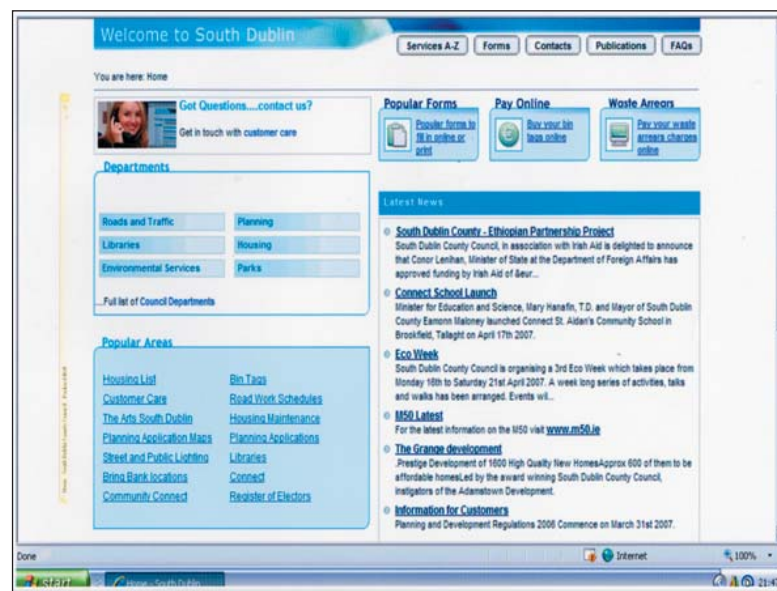 Welcome to South Dublin
Services A-Z
Forms
Contacts
Publications
FAQs
You are here: Home
Got Questions....contact us?
Get in touch with customer care
Popular Forms
Popular forms to
fill in online or
print
Pay Online
Buy your bin
tags online
Waste Arrears
Pay your waste
arrears charges
online
Departments
Roads and Traffic
Planning
Libraries
Housing
Environmental Services
Parks
...Full list of Council Departments
Popular Areas
Housing List
Customer Care
The Arts South Dublin
Planning Application Maps
Street and Public Lighting
Bring Bank locations
Community Connect
Bin Tags
Road Work Schedules
Housing Maintenance
Planning Applications
Libraries
Connect
Register of Electors
Latest News
South Dublin County - Ethiopian Partnership Project
South Dublin County Council, in association with Irish Aid is delighted to announce
that Conor Lenihan, Minister of State at the Department of Foreign Affairs has
approved funding by Irish Aid of &eur...
Connect School Launch
Minister for Education and Science, Mary Hanafin, T.D. and Mayor of South Dublin
County Eamonn Maloney launched Connect St. Aidan's Community School in
Brookfield, Tallaght on April 17th 2007.
Eco Week
South Dublin County Council is organising a 3rd Eco Week which takes place from
Monday 16th to Saturday 21st April 2007. A week long series of activities, talks
and walks has been arranged. Events wil...
M50 Latest
For the latest information on the M50 visit www.m50.ie
The Grange development
.Prestige Development of 1600 High Quality New HomesApprox 600 of them to be
affordable homesLed by the award winning South Dublin County Council,
instigators of the Adamstown Development.
Information for Customers
Planning and Development Regulations 2006 Commence on March 31st 2007.
Done
Internet
100%
start
Home - South Dublin